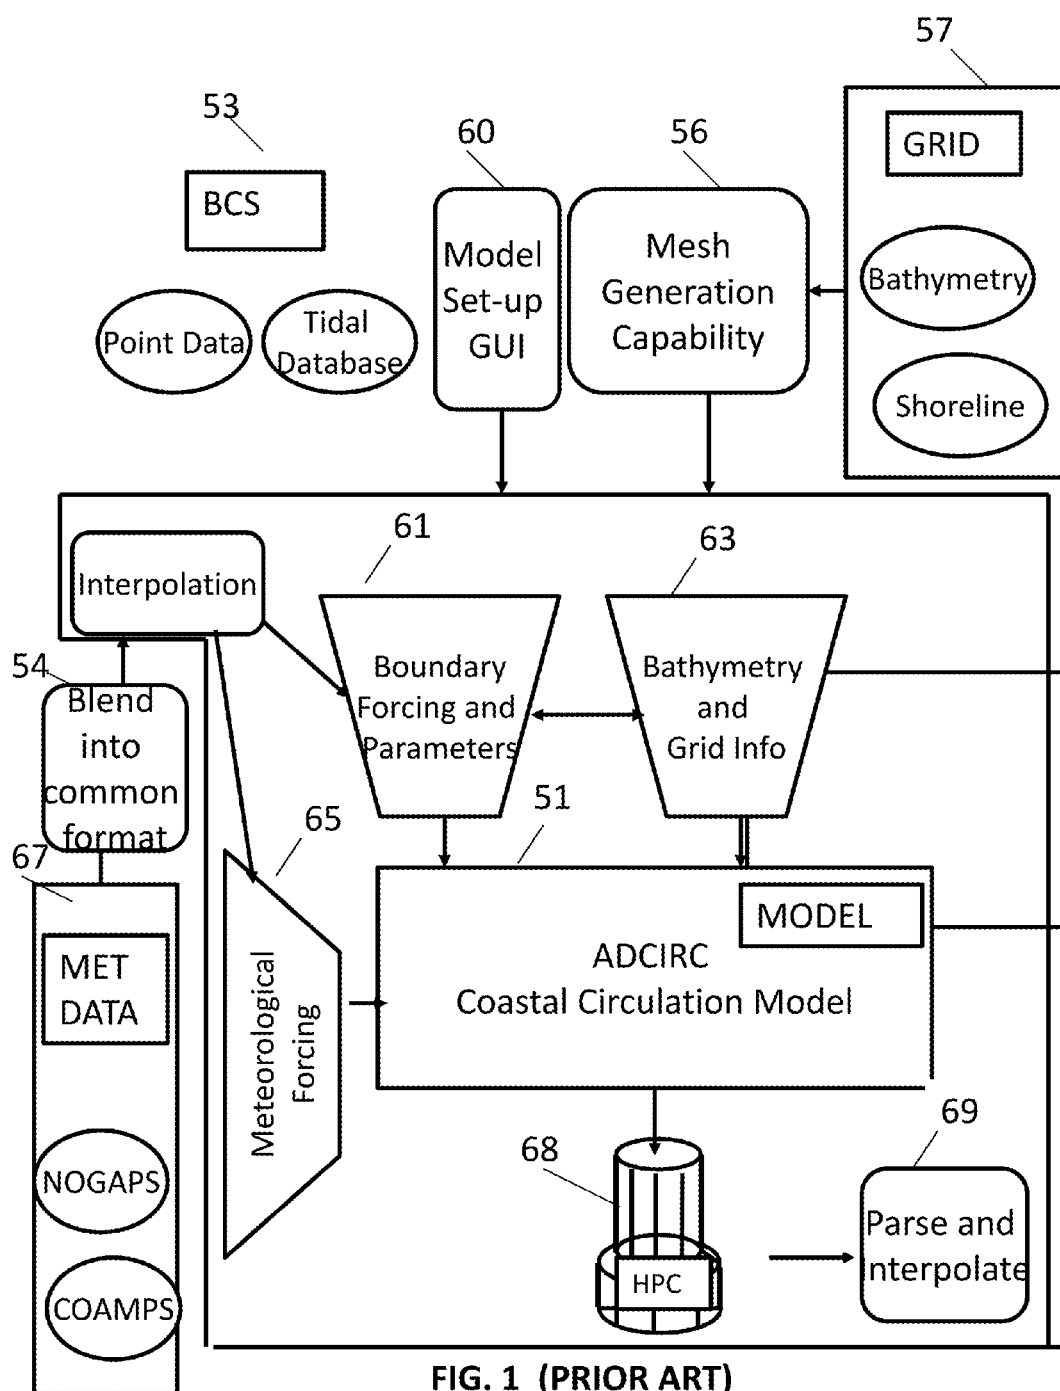 57
53
60
56
GRID
BCS
Model
Set-up
GUI
Mesh
Generation
Capability
Bathymetry
Point Data
Tidal
Database
Shoreline
61
63
Interpolation
54
Blend
into
common
format
Boundary
Forcing and
Parameters
Bathymetry
and
Grid Info
67
65
51
MET
DATA
MODEL
ADCIRC
Coastal Circulation Model
Meteorological
Forcing
NOGAPS
COAMPS
68
HPC
69
Parse and
Interpolate
FIG. 1 (PRIOR ART)